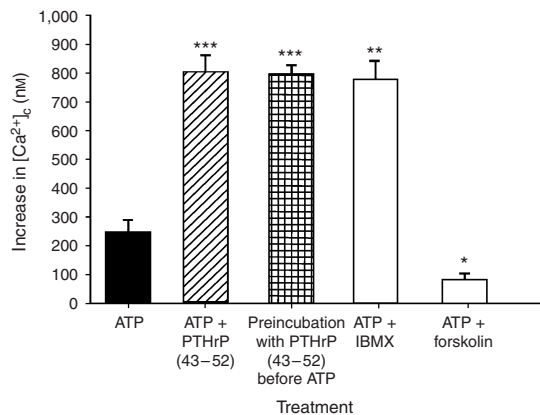 1,000
900
800
700
600
500
400
300
200
100
0
Increase in [Ca²⁺]c (nM)
***
***
**
*
ATP
ATP +
PTHrP
(43–52)
Preincubation
with PTHrP
(43–52)
before ATP
ATP +
IBMX
ATP +
forskolin
Treatment